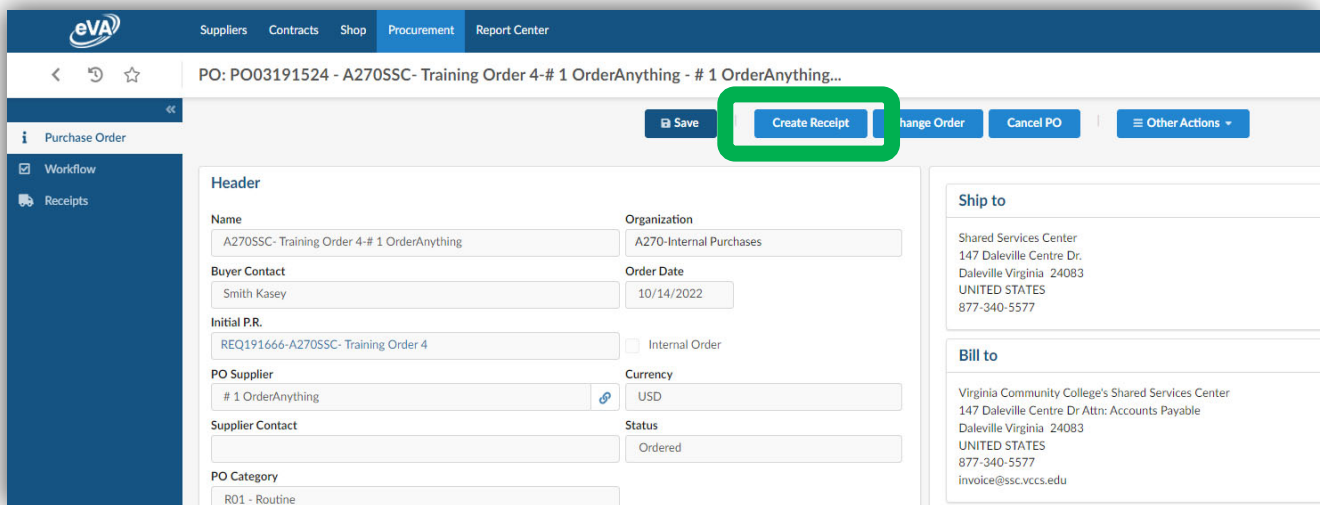 eVA
Suppliers Contracts Shop Procurement Report Center
PO: PO03191524 - A270SSC- Training Order 4-# 1 OrderAnything - # 1 OrderAnything...
Purchase Order
Workflow
Receipts
Save Create Receipt hange Order Cancel PO Other Actions
Header
Name
A270SSC- Training Order 4-# 1 OrderAnything
Organization
A270-Internal Purchases
Buyer Contact
Smith Kasey
Order Date
10/14/2022
Initial P.R.
REQ191666-A270SSC- Training Order 4
Internal Order
PO Supplier
# 1 OrderAnything
Currency
USD
Supplier Contact
Status
Ordered
PO Category
R01 - Routine
Ship to
Shared Services Center
147 Daleville Centre Dr.
Daleville Virginia 24083
UNITED STATES
877-340-5577
Bill to
Virginia Community College's Shared Services Center
147 Daleville Centre Dr Attn: Accounts Payable
Daleville Virginia 24083
UNITED STATES
877-340-5577
invoice@ssc.vccs.edu